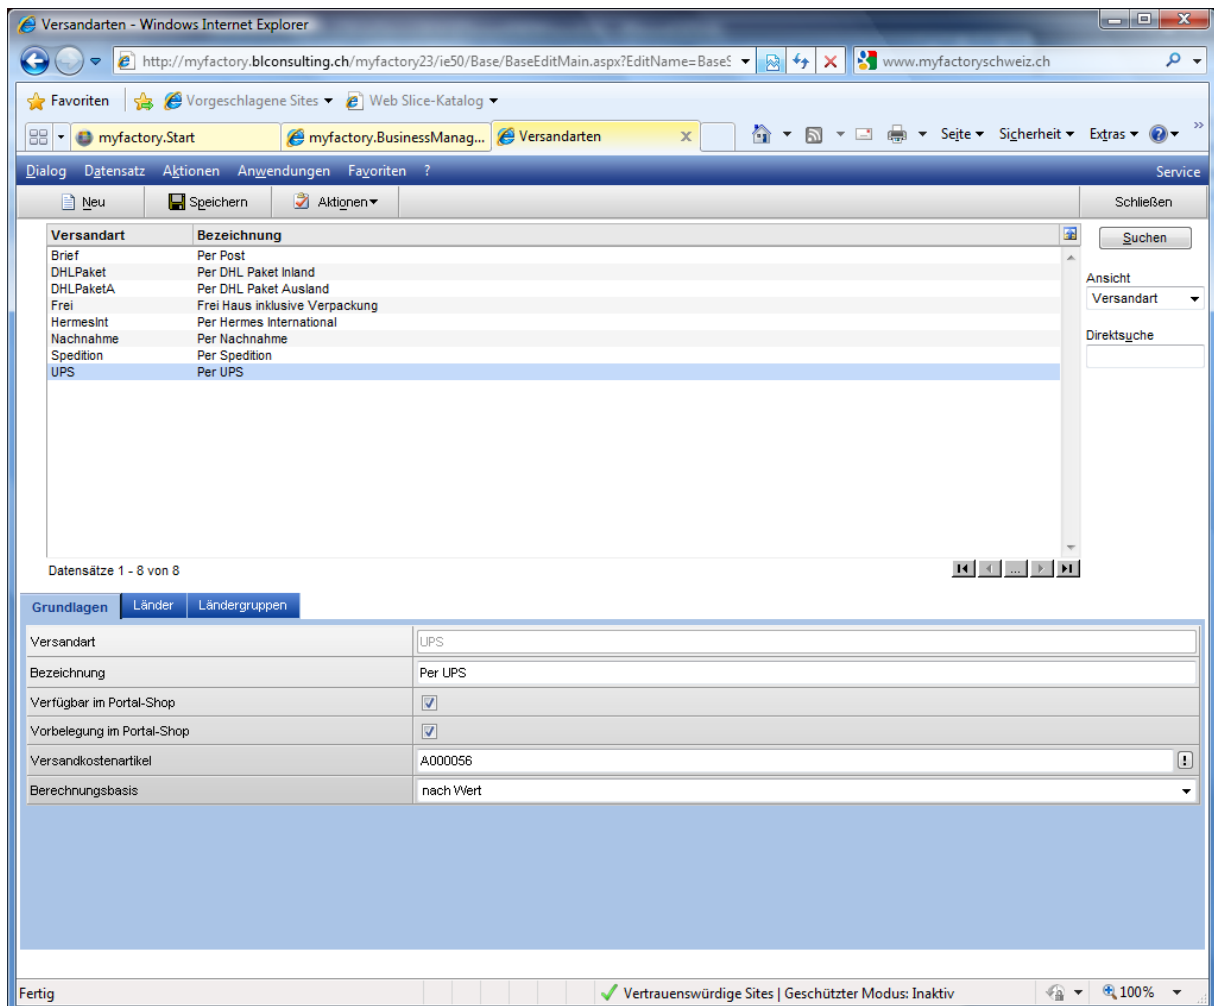 Versandarten - Windows Internet Explorer
http://myfactory.blconsulting.ch/myfactory23/ie50/Base/BaseEditMain.aspx?EditName=BaseS
www.myfactoryschweiz.ch
Favoriten Vorgeschlagene Sites Web Slice-Katalog
myfactory.Start myfactory.BusinessManag... Versandarten Seite Sicherheit Extras
Dialog Datensatz Aktionen Anwendungen Favoriten ? Service
Neu Speichern Aktionen Schließen
Versandart Bezeichnung Suchen
Brief Per Post
DHLPaket Per DHL Paket Inland
DHLPaketA Per DHL Paket Ausland
Frei Frei Haus inklusive Verpackung
HermesInt Per Hermes International
Nachnahme Per Nachnahme
Spedition Per Spedition
UPS Per UPS
Ansicht
Versandart
Direktsuche
Datensätze 1 - 8 von 8 ...
Grundlagen Länder Ländergruppen
Versandart UPS
Bezeichnung Per UPS
Verfügbar im Portal-Shop
Vorbelegung im Portal-Shop
Versandkostenartikel A000056 !
Berechnungsbasis nach Wert
Fertig Vertrauenswürdige Sites | Geschützter Modus: Inaktiv 100%